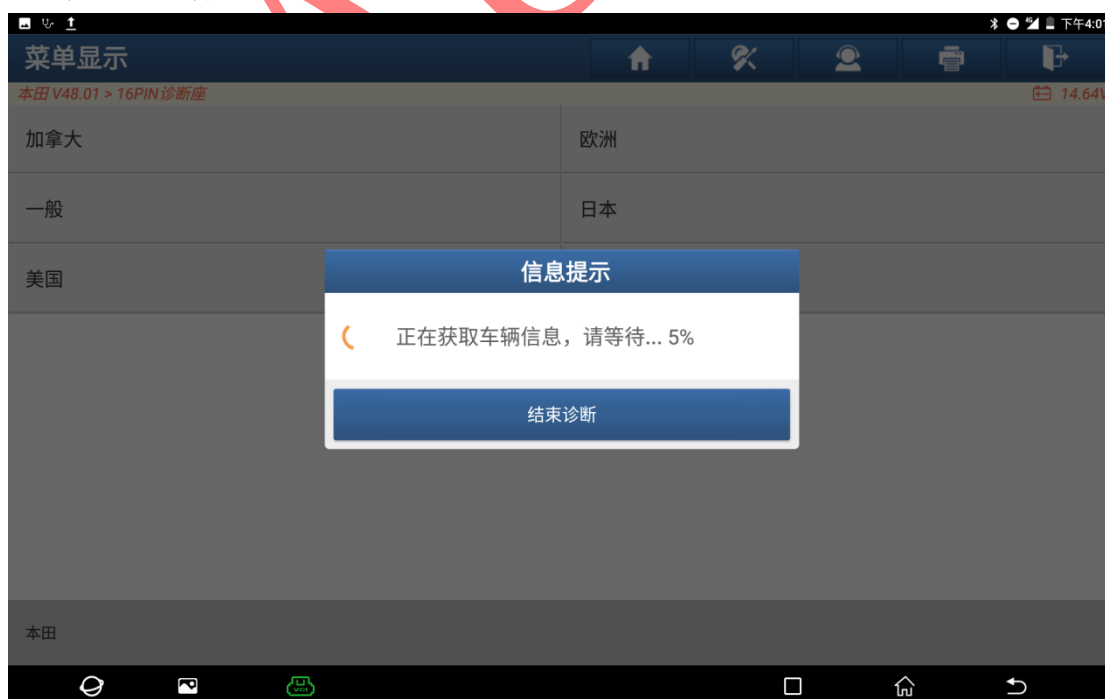 下午4:01
菜单显示
本田 V48.01 > 16PIN诊断座
14.64V
加拿大
欧洲
一般
日本
美国
信息提示
正在获取车辆信息，请等待... 5%
结束诊断
本田
VCI